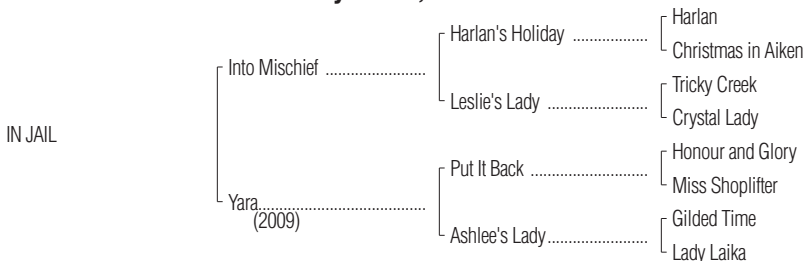 Harlan
Harlan's Holiday ..................
Christmas in Aiken
Into Mischief ........................
Tricky Creek
Leslie's Lady ........................
Crystal Lady
IN JAIL
Honour and Glory
Put It Back ............................
Miss Shoplifter
Yara........................................
(2009)
Gilded Time
Ashlee's Lady........................
Lady Laika